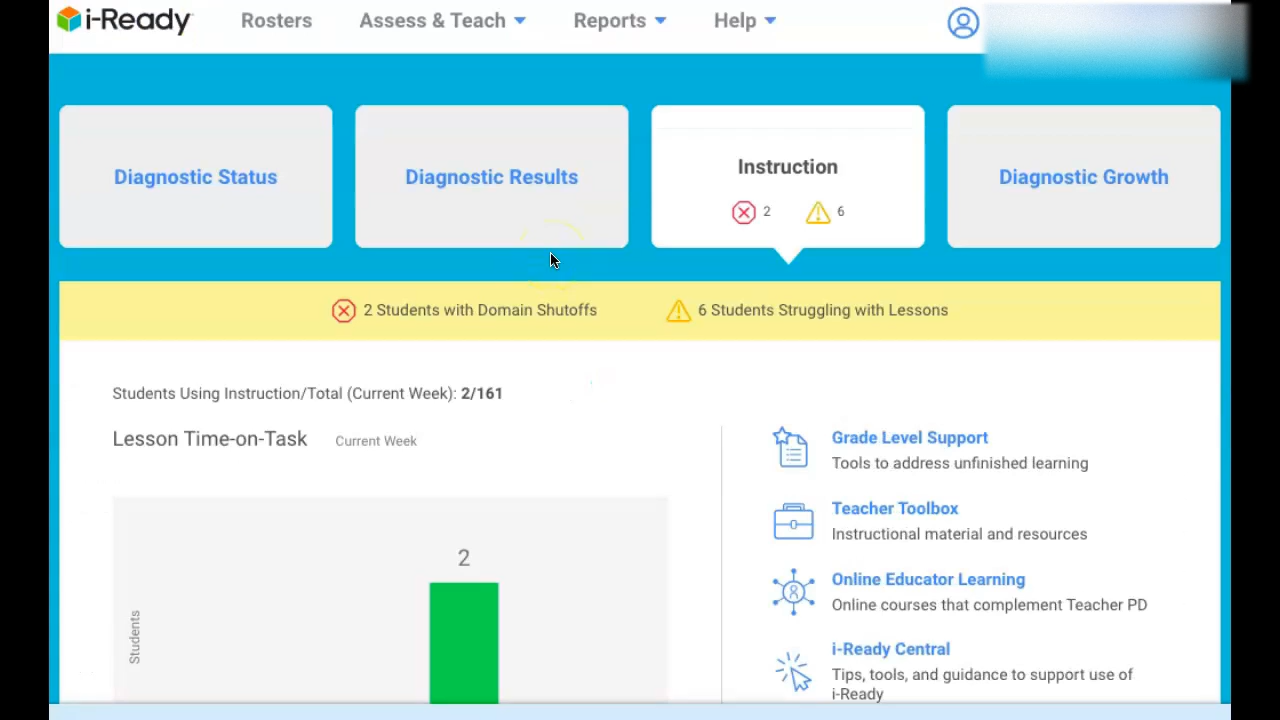 i-Ready
Rosters
Assess & Teach
Reports
Help
Diagnostic Status
Diagnostic Results
Instruction
2
6
Diagnostic Growth
2 Students with Domain Shutoffs
6 Students Struggling with Lessons
Students Using Instruction/Total (Current Week): 2/161
Lesson Time-on-Task
Current Week
2
Students
Grade Level Support
Tools to address unfinished learning
Teacher Toolbox
Instructional material and resources
Online Educator Learning
Online courses that complement Teacher PD
i-Ready Central
Tips, tools, and guidance to support use of
i-Ready